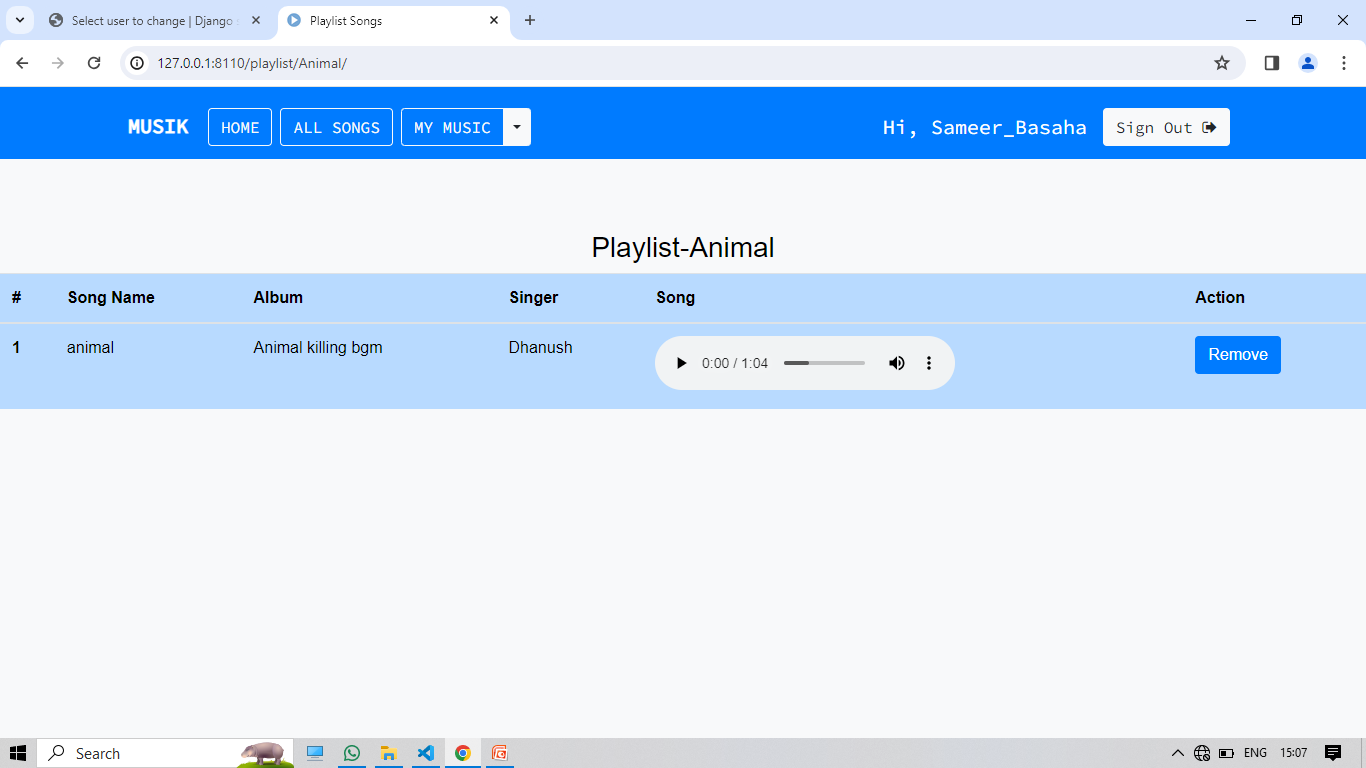 Select user to change | Django s
Playlist Songs
127.0.0.1:8110/playlist/Animal/
MUSIK HOME ALL SONGS MY MUSIC Hi, Sameer_Basaha Sign Out
Playlist-Animal
# Song Name Album Singer Song Action
1 animal Animal killing bgm Dhanush 0:00 / 1:04 Remove
Search ENG 15:07